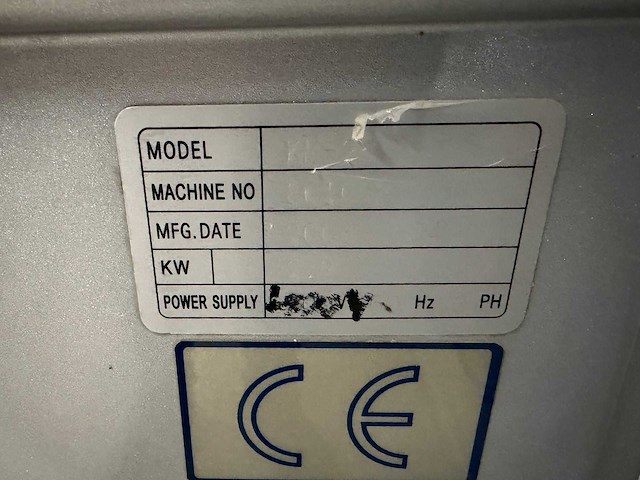 MODEL
MACHINE NO
MFG. DATE
KW
POWER SUPPLY Hz PH
CE